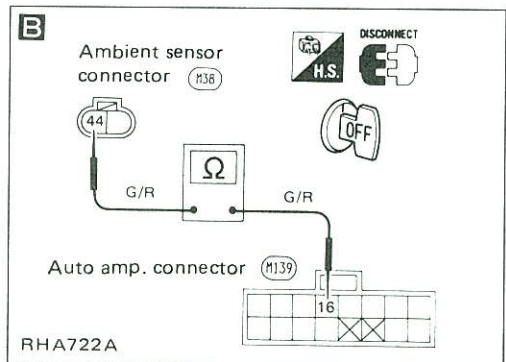 B
DISCONNECT
Ambient sensor
connector M38
H.S.
44
OFF
Ω
G/R
G/R
Auto amp. connector M139
16
RHA722A